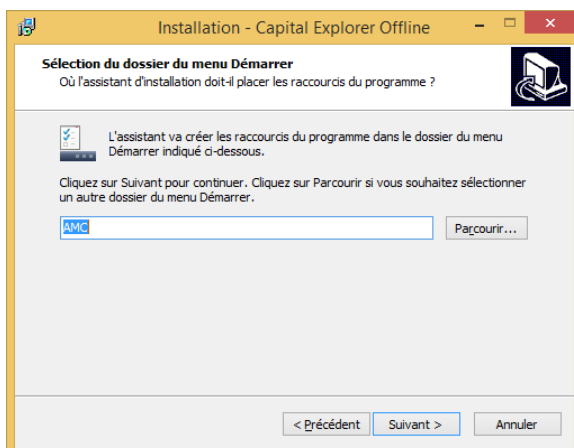 Installation - Capital Explorer Offline
Sélection du dossier du menu Démarrer
Où l'assistant d'installation doit-il placer les raccourcis du programme ?
L'assistant va créer les raccourcis du programme dans le dossier du menu
Démarrer indiqué ci-dessous.
Cliquez sur Suivant pour continuer. Cliquez sur Parcourir si vous souhaitez sélectionner
un autre dossier du menu Démarrer.
AMC
Parcourir...
< Précédent
Suivant >
Annuler